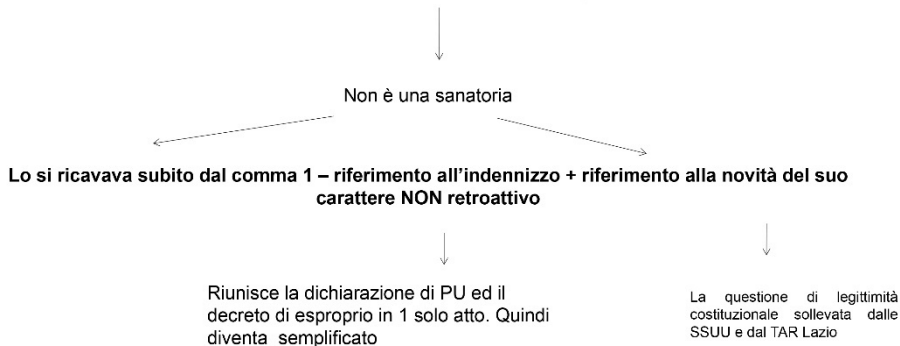 Non è una sanatoria
Lo si ricavava subito dal comma 1 – riferimento all'indennizzo + riferimento alla novità del suo
carattere NON retroattivo
Riunisce la dichiarazione di PU ed il
decreto di esproprio in 1 solo atto. Quindi
diventa semplificato
La questione di legittimità
costituzionale sollevata dalle
SSUU e dal TAR Lazio